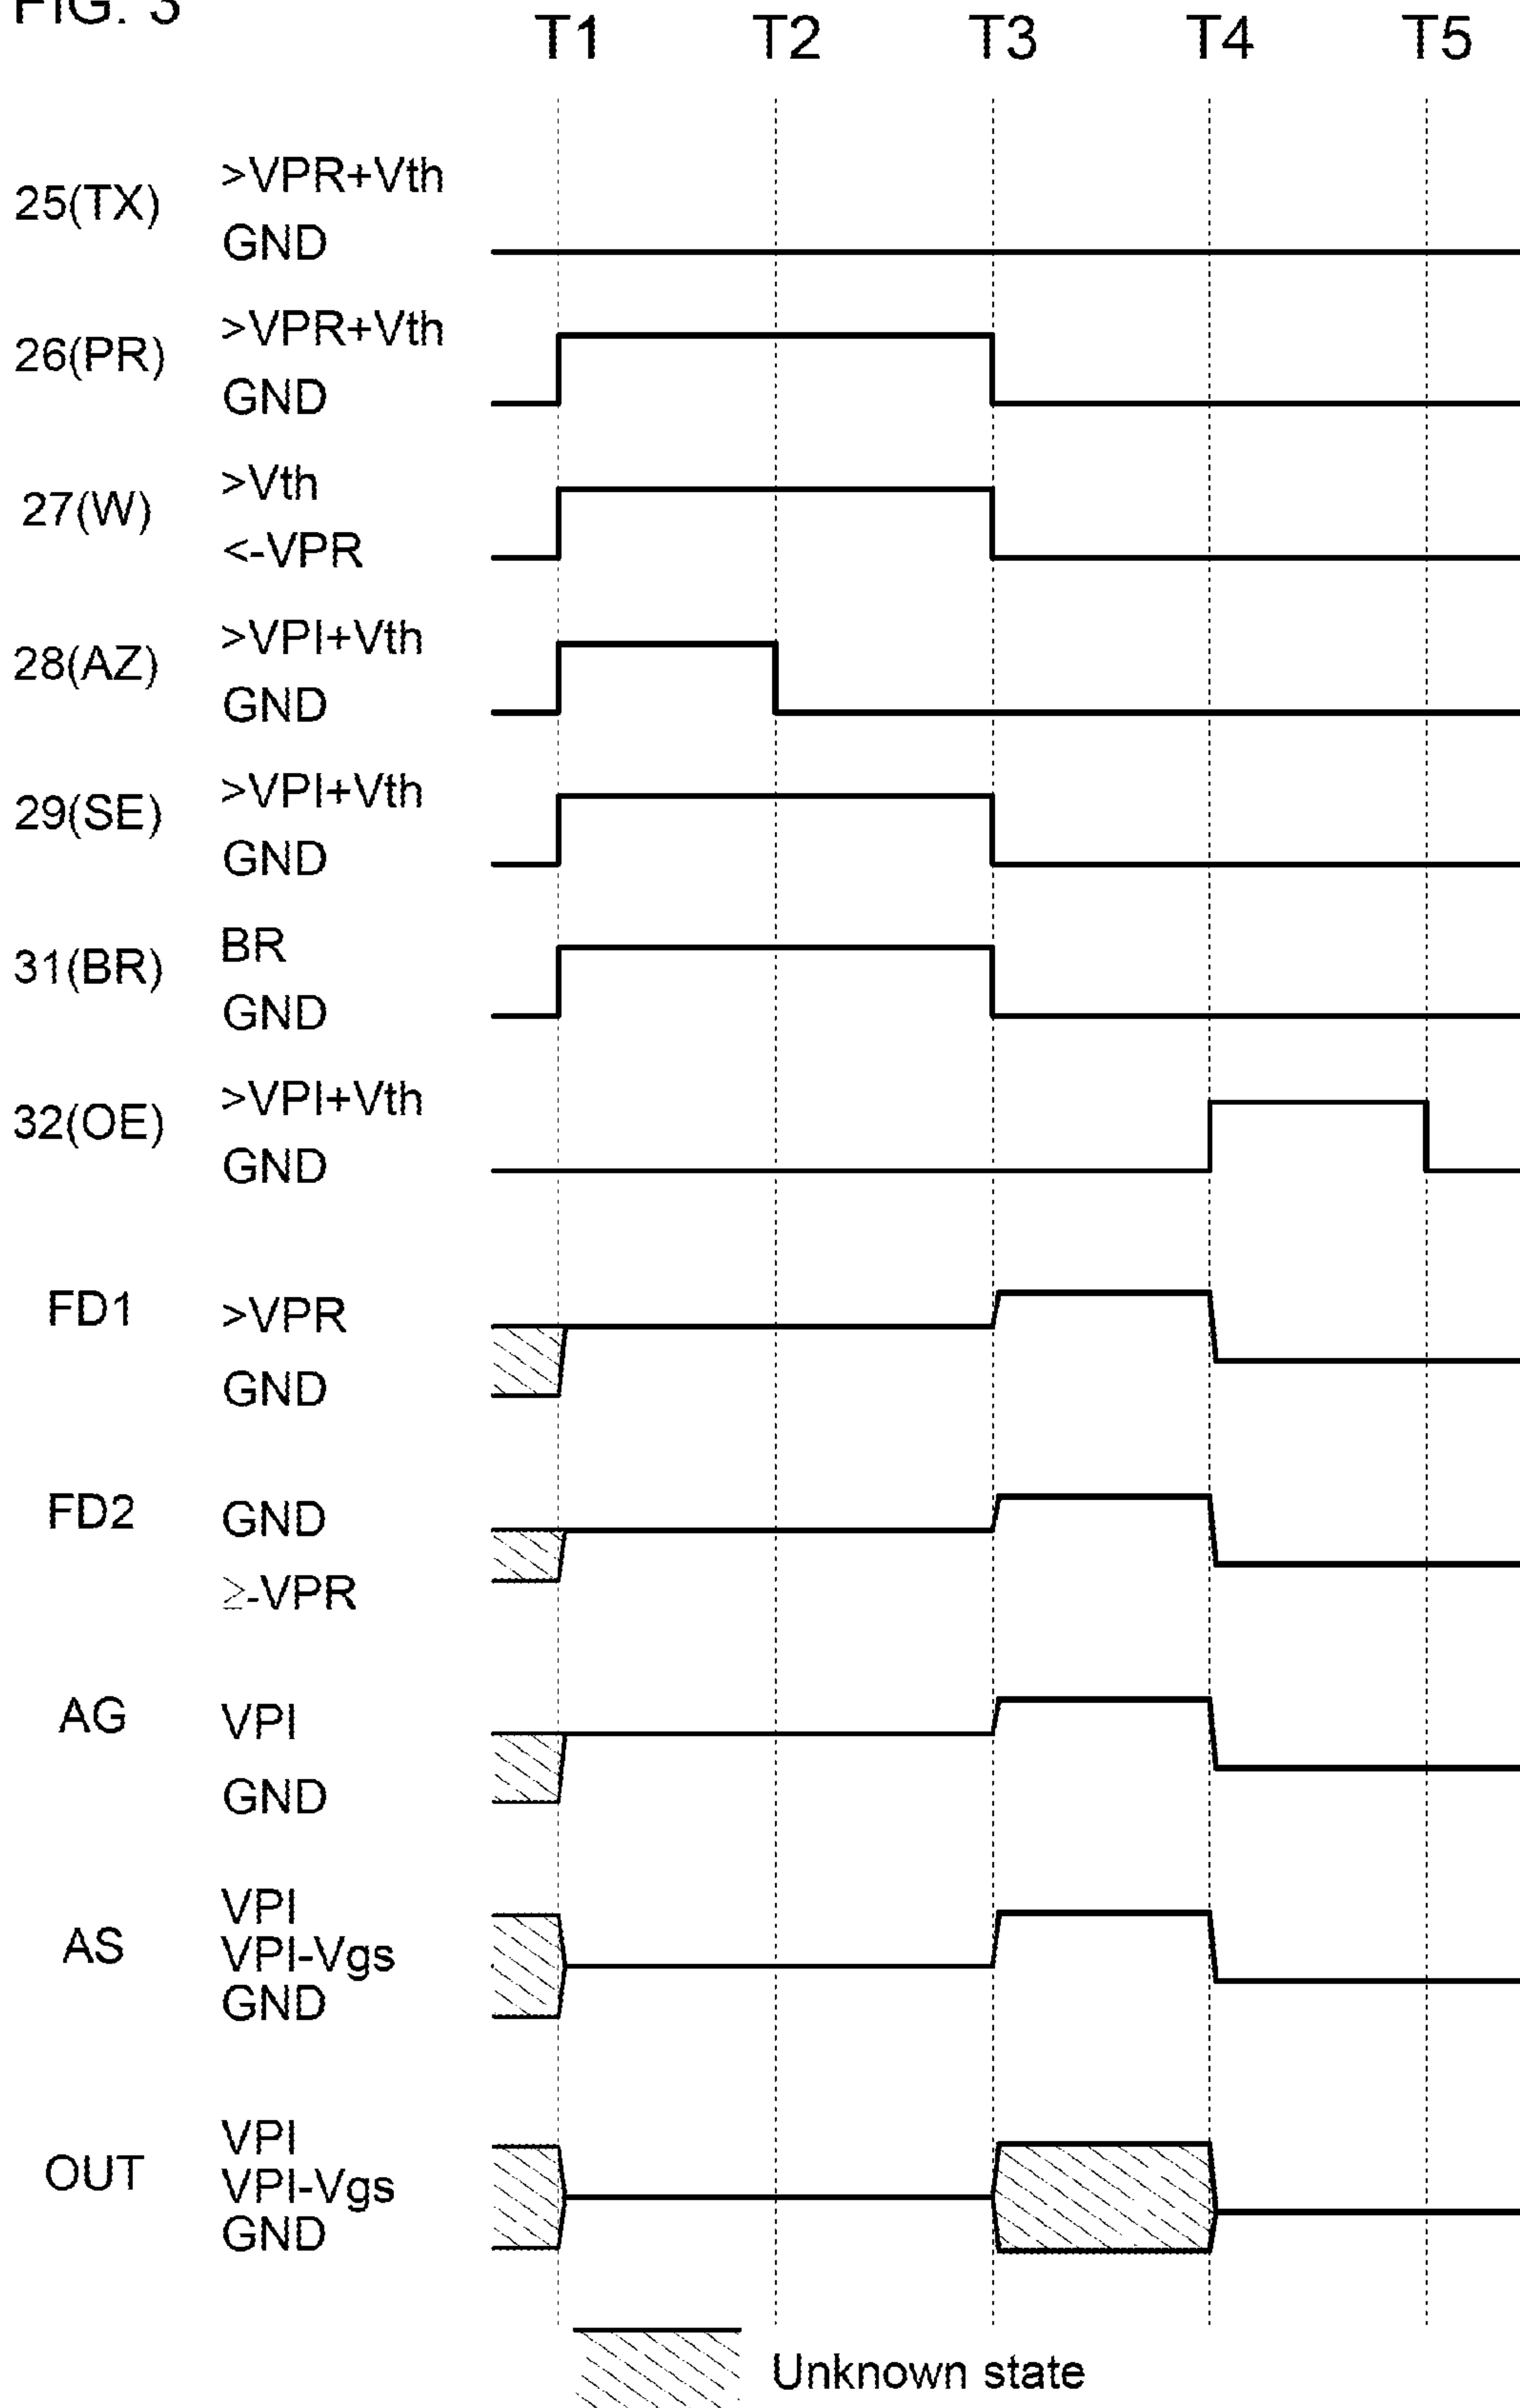 FIG. 3
T1 T2 T3 T4 T5
25(TX) >VPR+Vth
GND
26(PR) >VPR+Vth
GND
27(W) >Vth
<-VPR
28(AZ) >VPI+Vth
GND
29(SE) >VPI+Vth
GND
31(BR) BR
GND
32(OE) >VPI+Vth
GND
FD1 >VPR
GND
FD2 GND
≥-VPR
AG VPI
GND
AS VPI
VPI-Vgs
GND
OUT VPI
VPI-Vgs
GND
Unknown state